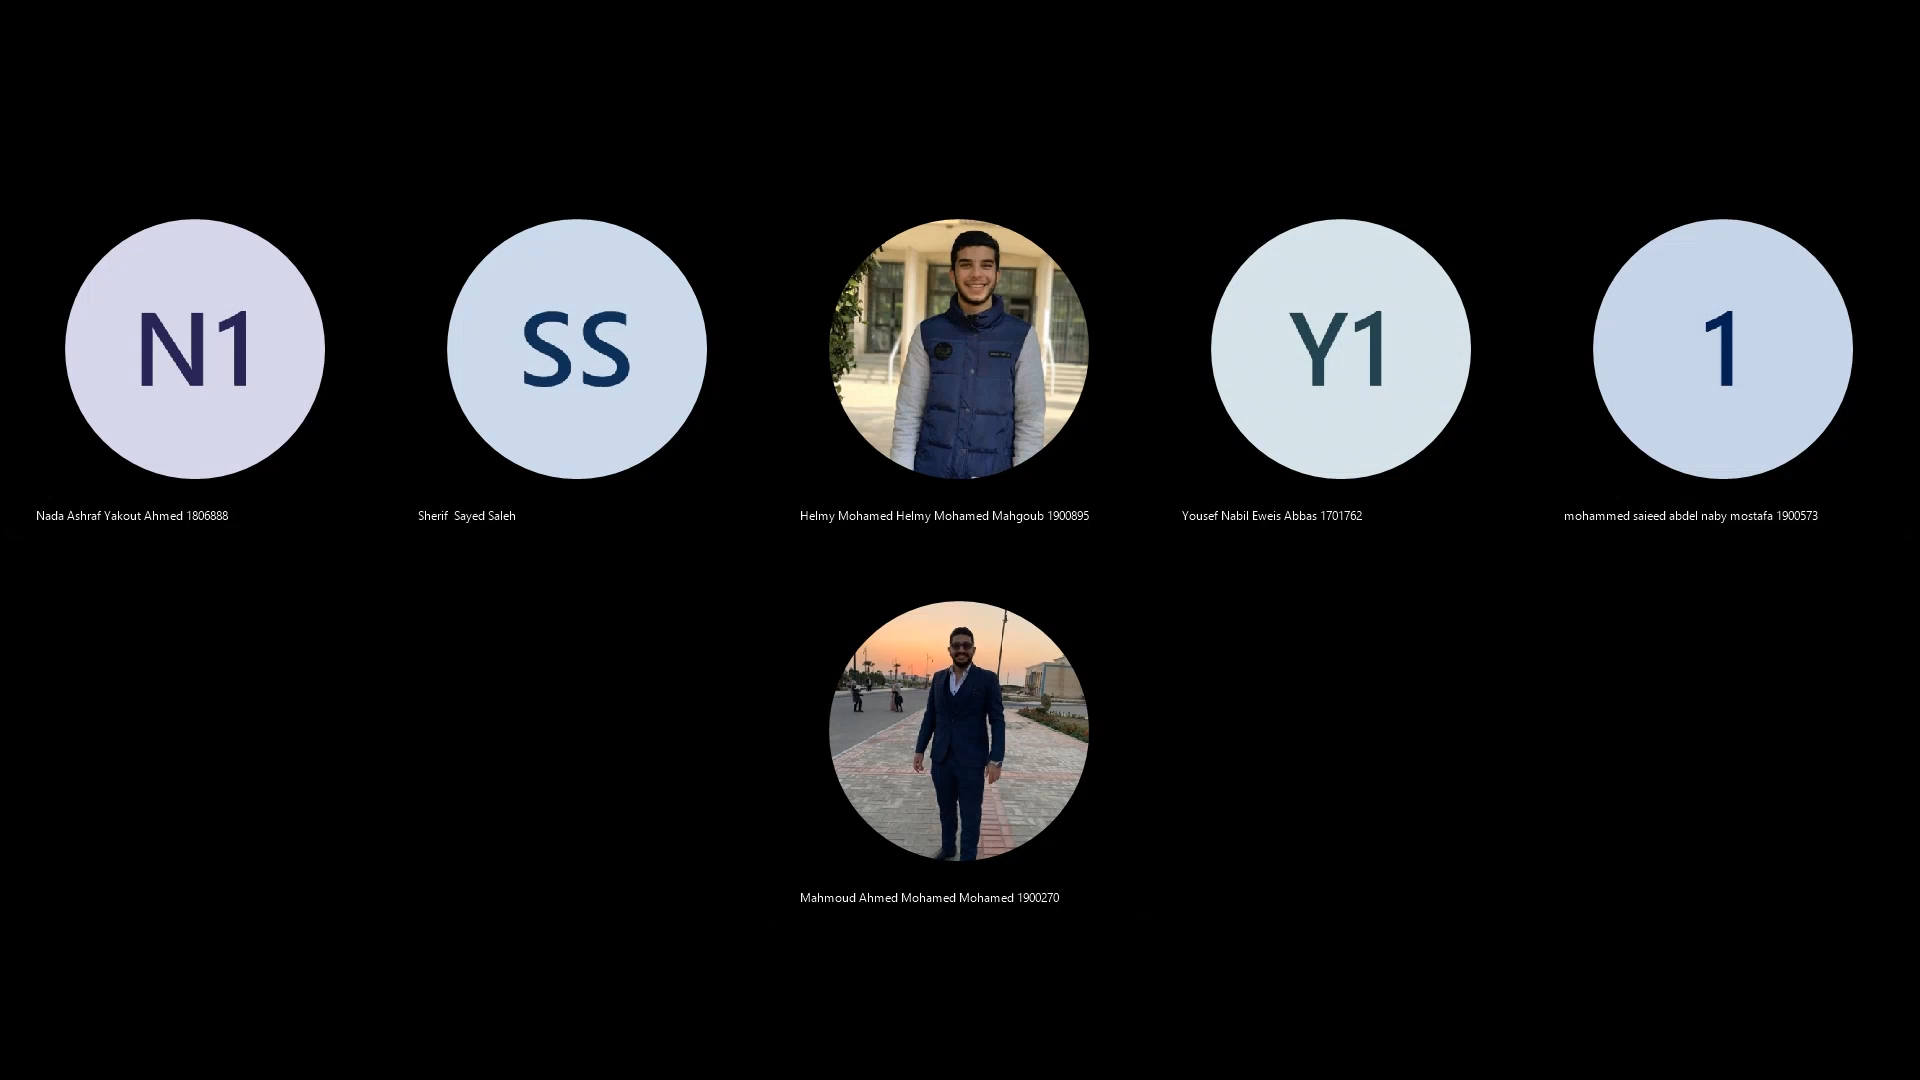 N1
SS
Y1
1
Nada Ashraf Yakout Ahmed 1806888
Sherif  Sayed Saleh
Helmy Mohamed Helmy Mohamed Mahgoub 1900895
Yousef Nabil Eweis Abbas 1701762
mohammed saieed abdel naby mostafa 1900573
Mahmoud Ahmed Mohamed Mohamed 1900270